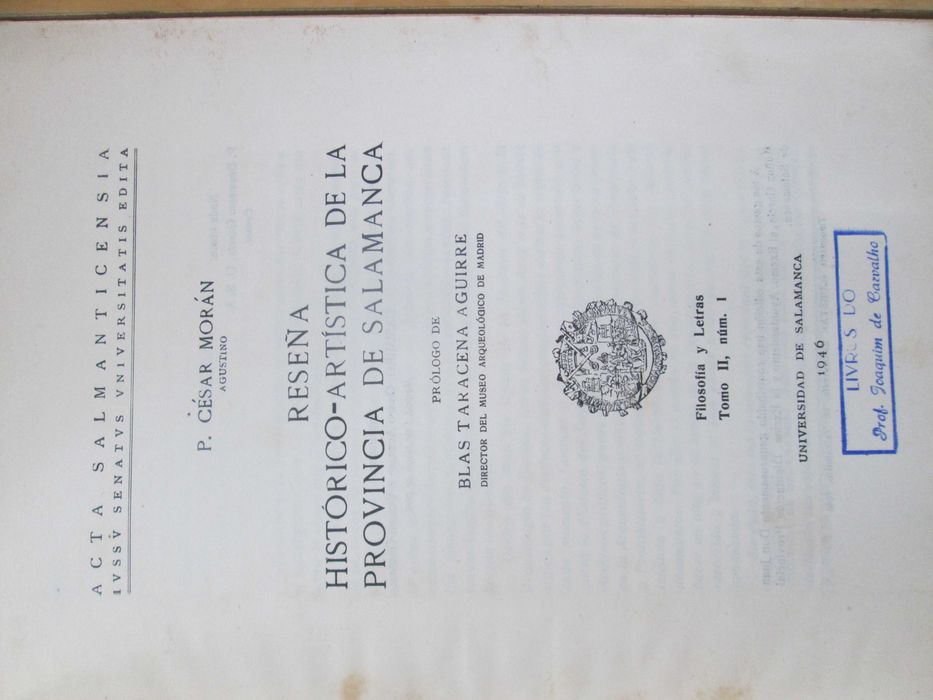 ACTA SALMANTICENSIA
IVSSV SENATVS VNIVERSITATIS EDITA
P. CÉSAR MORÁN
AGUSTINO
RESEÑA
HISTÓRICO-ARTÍSTICA DE LA
PROVINCIA DE SALAMANCA
PRÓLOGO DE
BLAS TARACENA AGUIRRE
DIRECTOR DEL MUSEO ARQUEOLÓGICO DE MADRID
Filosofía y Letras
Tomo II, núm. 1
UNIVERSIDAD DE SALAMANCA
1946
LIVROS DO
Prof. Joaquim de Carvalho